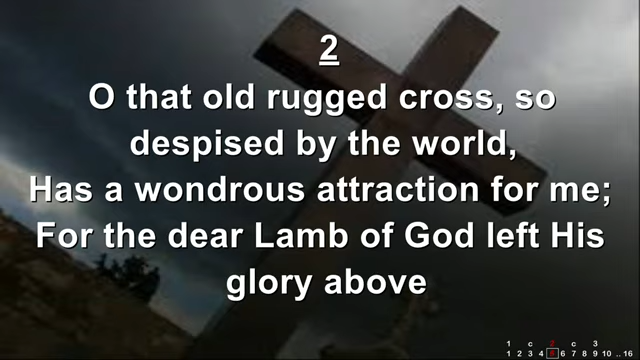 2
O that old rugged cross, so
despised by the world,
Has a wondrous attraction for me;
For the dear Lamb of God left His
glory above
1 c 2 c 3
1 2 3 4 5 6 7 8 9 10 .. 16